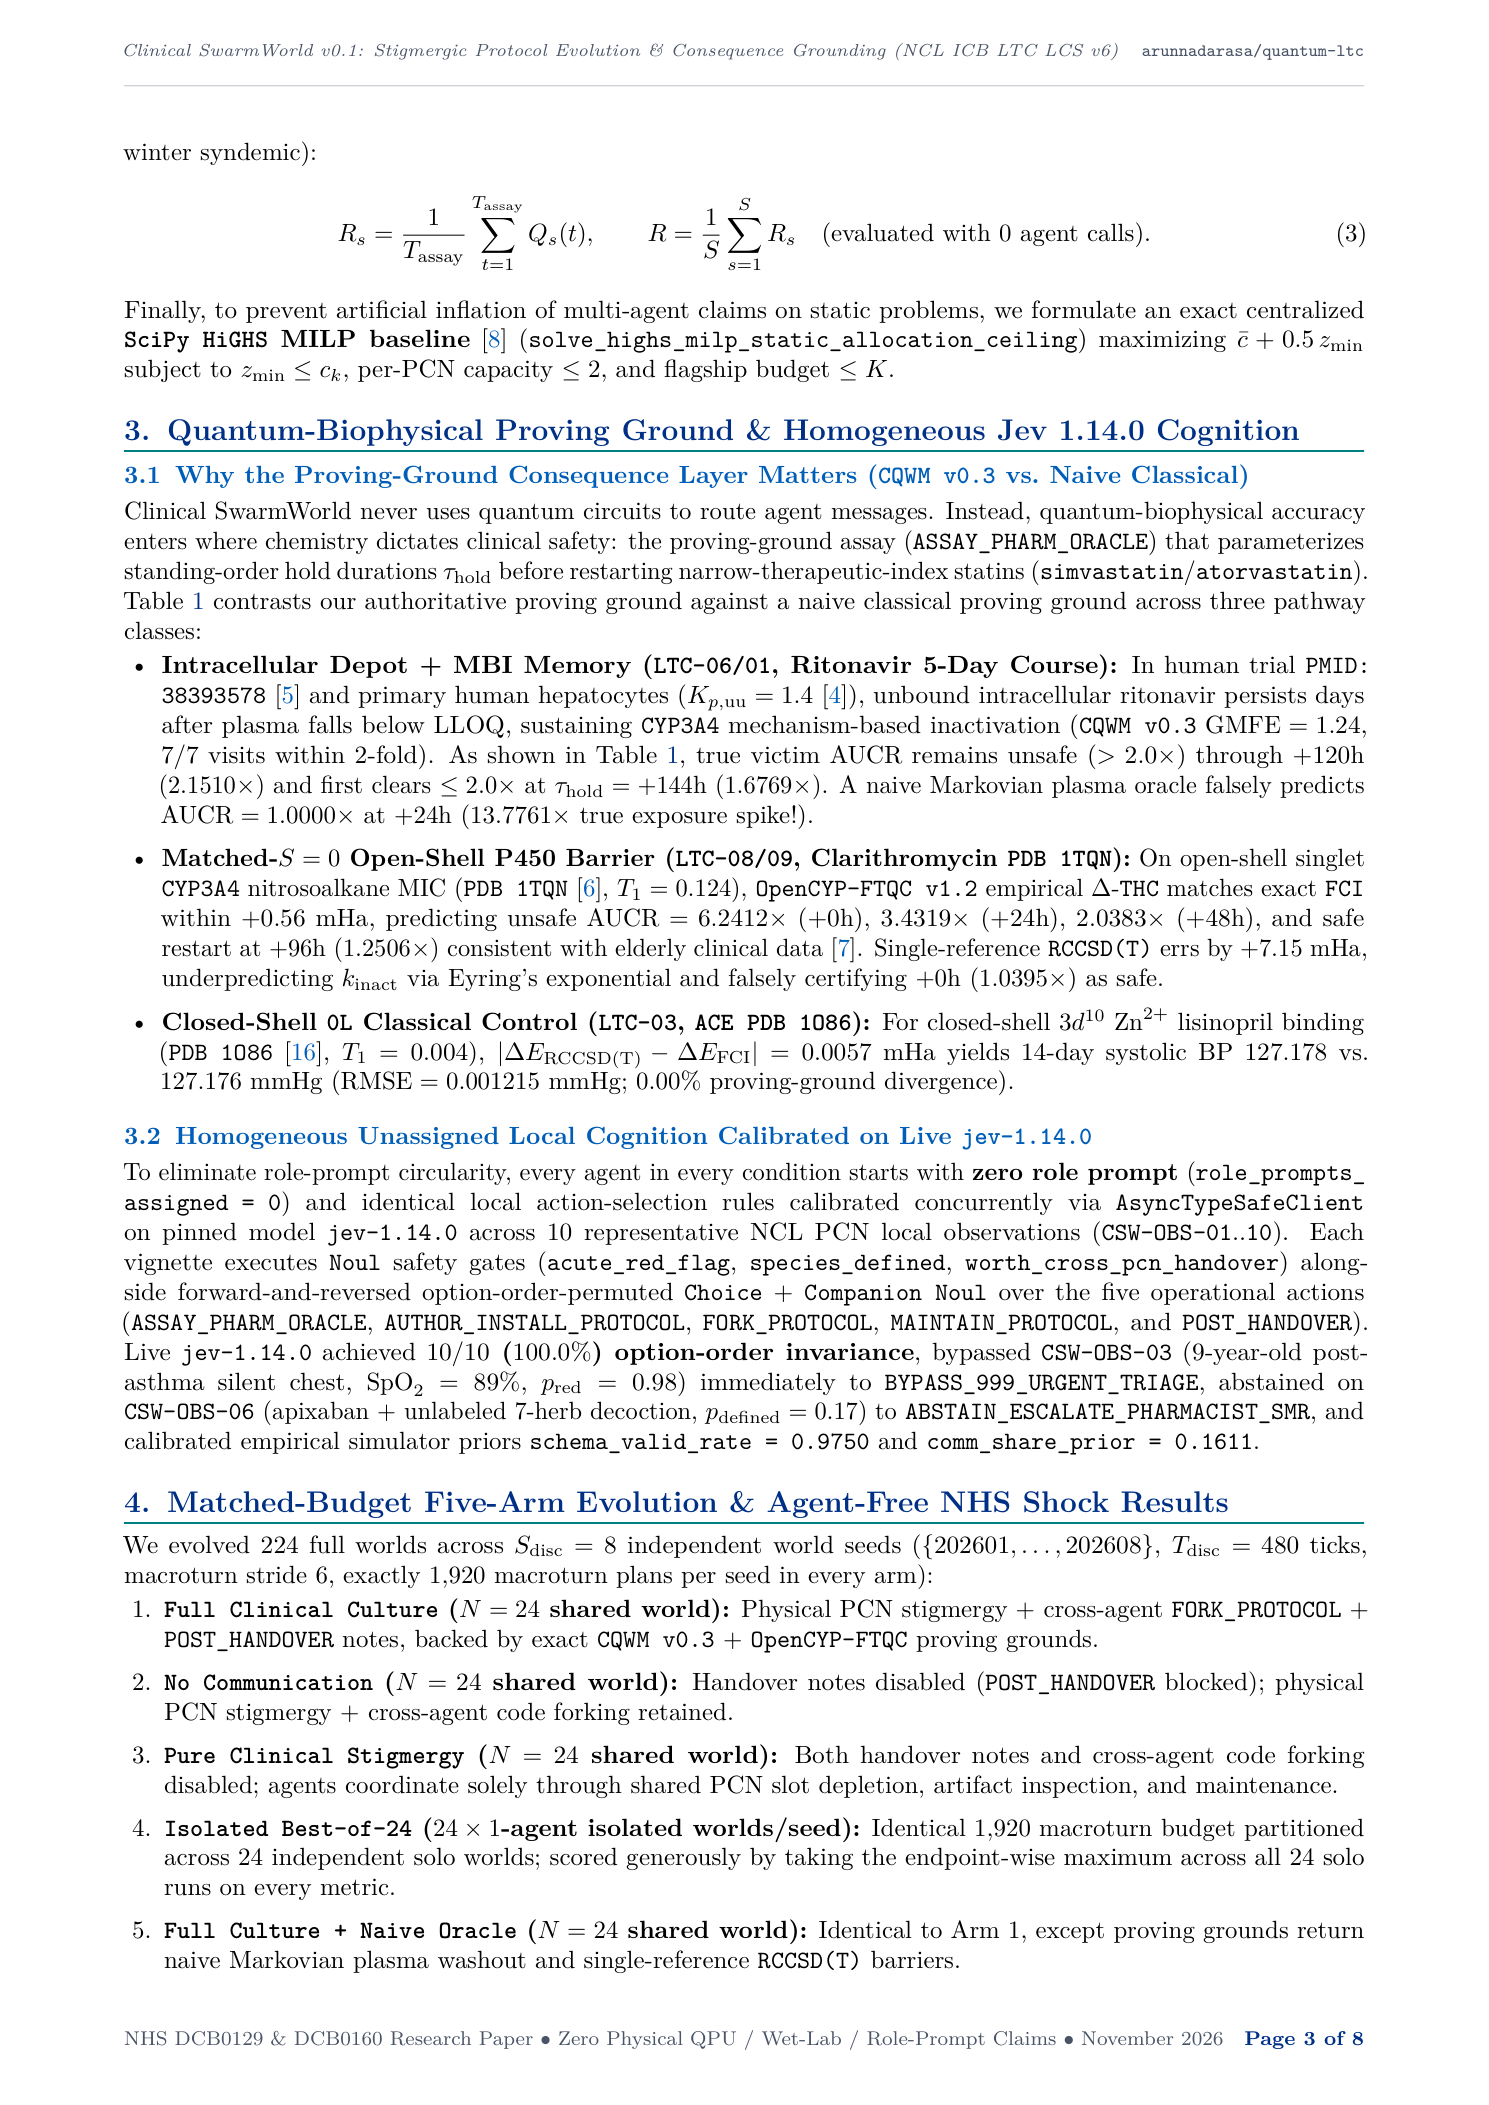 Clinical SwarmWorld v0.1: Stigmergic Protocol Evolution & Consequence Grounding (NCL ICB LTC LCS v6) arunnadarasa/quantum-ltc
winter syndemic):
R_s = \frac{1}{T_{assay}} \sum_{t=1}^{T_{assay}} Q_s(t), R = \frac{1}{S} \sum_{s=1}^{S} R_s (evaluated with 0 agent calls). (3)
Finally, to prevent artificial inflation of multi-agent claims on static problems, we formulate an exact centralized
SciPy HiGHS MILP baseline [8] (solve_highs_milp_static_allocation_ceiling) maximizing c̄ + 0.5 z_min
subject to z_min ≤ c_k, per-PCN capacity ≤ 2, and flagship budget ≤ K.
3. Quantum-Biophysical Proving Ground & Homogeneous Jev 1.14.0 Cognition
3.1 Why the Proving-Ground Consequence Layer Matters (CQWM v0.3 vs. Naive Classical)
Clinical SwarmWorld never uses quantum circuits to route agent messages. Instead, quantum-biophysical accuracy
enters where chemistry dictates clinical safety: the proving-ground assay (ASSAY_PHARM_ORACLE) that parameterizes
standing-order hold durations τ_hold before restarting narrow-therapeutic-index statins (simvastatin/atorvastatin).
Table 1 contrasts our authoritative proving ground against a naive classical proving ground across three pathway
classes:
• Intracellular Depot + MBI Memory (LTC-06/01, Ritonavir 5-Day Course): In human trial PMID:
38393578 [5] and primary human hepatocytes (K_p,uu = 1.4 [4]), unbound intracellular ritonavir persists days
after plasma falls below LLOQ, sustaining CYP3A4 mechanism-based inactivation (CQWM v0.3 GMFE = 1.24,
7/7 visits within 2-fold). As shown in Table 1, true victim AUCR remains unsafe (> 2.0×) through +120h
(2.1510×) and first clears ≤ 2.0× at τ_hold = +144h (1.6769×). A naive Markovian plasma oracle falsely predicts
AUCR = 1.0000× at +24h (13.7761× true exposure spike!).
• Matched-S = 0 Open-Shell P450 Barrier (LTC-08/09, Clarithromycin PDB 1TQN): On open-shell singlet
CYP3A4 nitrosoalkane MIC (PDB 1TQN [6], T₁ = 0.124), OpenCYP-FTQC v1.2 empirical Δ-THC matches exact FCI
within +0.56 mHa, predicting unsafe AUCR = 6.2412× (+0h), 3.4319× (+24h), 2.0383× (+48h), and safe
restart at +96h (1.2506×) consistent with elderly clinical data [7]. Single-reference RCCSD(T) errs by +7.15 mHa,
underpredicting k_inact via Eyring's exponential and falsely certifying +0h (1.0395×) as safe.
• Closed-Shell 0L Classical Control (LTC-03, ACE PDB 1O86): For closed-shell 3d¹⁰ Zn²⁺ lisinopril binding
(PDB 1O86 [16], T₁ = 0.004), |ΔE_RCCSD(T) − ΔE_FCI| = 0.0057 mHa yields 14-day systolic BP 127.178 vs.
127.176 mmHg (RMSE = 0.001215 mmHg; 0.00% proving-ground divergence).
3.2 Homogeneous Unassigned Local Cognition Calibrated on Live jev-1.14.0
To eliminate role-prompt circularity, every agent in every condition starts with zero role prompt (role_prompts_
assigned = 0) and identical local action-selection rules calibrated concurrently via AsyncTypeSafeClient
on pinned model jev-1.14.0 across 10 representative NCL PCN local observations (CSW-OBS-01..10). Each
vignette executes Noul safety gates (acute_red_flag, species_defined, worth_cross_pcn_handover) along-
side forward-and-reversed option-order-permuted Choice + Companion Noul over the five operational actions
(ASSAY_PHARM_ORACLE, AUTHOR_INSTALL_PROTOCOL, FORK_PROTOCOL, MAINTAIN_PROTOCOL, and POST_HANDOVER).
Live jev-1.14.0 achieved 10/10 (100.0%) option-order invariance, bypassed CSW-OBS-03 (9-year-old post-
asthma silent chest, SpO₂ = 89%, p_red = 0.98) immediately to BYPASS_999_URGENT_TRIAGE, abstained on
CSW-OBS-06 (apixaban + unlabeled 7-herb decoction, p_defined = 0.17) to ABSTAIN_ESCALATE_PHARMACIST_SMR, and
calibrated empirical simulator priors schema_valid_rate = 0.9750 and comm_share_prior = 0.1611.
4. Matched-Budget Five-Arm Evolution & Agent-Free NHS Shock Results
We evolved 224 full worlds across S_disc = 8 independent world seeds ({202601, . . . , 202608}, T_disc = 480 ticks,
macroturn stride 6, exactly 1,920 macroturn plans per seed in every arm):
1. Full Clinical Culture (N = 24 shared world): Physical PCN stigmergy + cross-agent FORK_PROTOCOL +
POST_HANDOVER notes, backed by exact CQWM v0.3 + OpenCYP-FTQC proving grounds.
2. No Communication (N = 24 shared world): Handover notes disabled (POST_HANDOVER blocked); physical
PCN stigmergy + cross-agent code forking retained.
3. Pure Clinical Stigmergy (N = 24 shared world): Both handover notes and cross-agent code forking
disabled; agents coordinate solely through shared PCN slot depletion, artifact inspection, and maintenance.
4. Isolated Best-of-24 (24 × 1-agent isolated worlds/seed): Identical 1,920 macroturn budget partitioned
across 24 independent solo worlds; scored generously by taking the endpoint-wise maximum across all 24 solo
runs on every metric.
5. Full Culture + Naive Oracle (N = 24 shared world): Identical to Arm 1, except proving grounds return
naive Markovian plasma washout and single-reference RCCSD(T) barriers.
NHS DCB0129 & DCB0160 Research Paper • Zero Physical QPU / Wet-Lab / Role-Prompt Claims • November 2026 Page 3 of 8